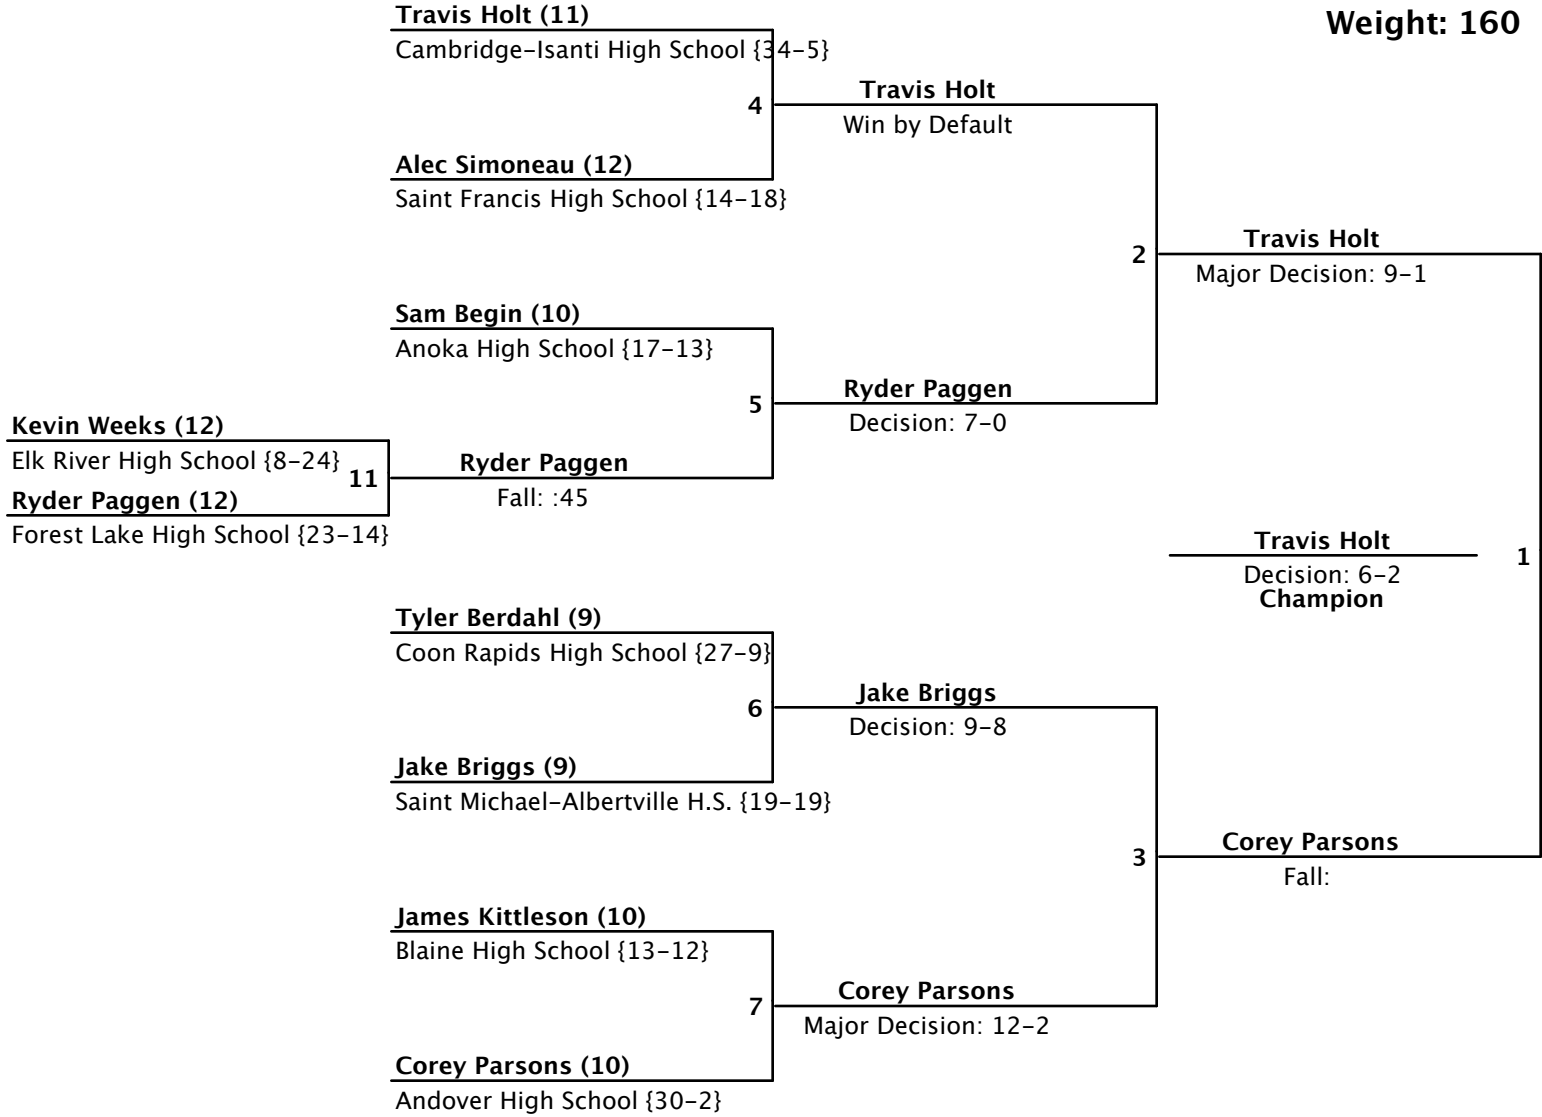 Travis Holt (11)
Weight: 160
Cambridge-Isanti High School {34-5}
Travis Holt
4
Win by Default
Alec Simoneau (12)
Saint Francis High School {14-18}
Travis Holt
2
Major Decision: 9-1
Sam Begin (10)
Anoka High School {17-13}
Ryder Paggen
5
Decision: 7-0
Kevin Weeks (12)
Elk River High School {8-24}
11
Ryder Paggen
Fall: :45
Ryder Paggen (12)
Forest Lake High School {23-14}
Travis Holt
1
Decision: 6-2
Champion
Tyler Berdahl (9)
Coon Rapids High School {27-9}
Jake Briggs
6
Decision: 9-8
Jake Briggs (9)
Saint Michael-Albertville H.S. {19-19}
Corey Parsons
3
Fall:
James Kittleson (10)
Blaine High School {13-12}
Corey Parsons
7
Major Decision: 12-2
Corey Parsons (10)
Andover High School {30-2}